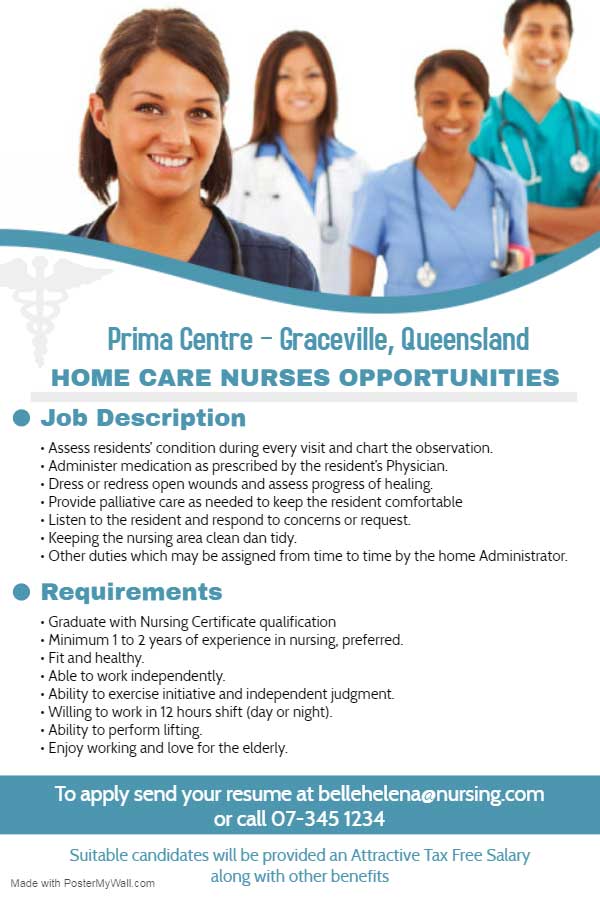 Prima Centre - Graceville, Queensland
HOME CARE NURSES OPPORTUNITIES
Job Description
• Assess residents' condition during every visit and chart the observation.
• Administer medication as prescribed by the resident's Physician.
• Dress or redress open wounds and assess progress of healing.
• Provide palliative care as needed to keep the resident comfortable
• Listen to the resident and respond to concerns or request.
• Keeping the nursing area clean dan tidy.
• Other duties which may be assigned from time to time by the home Administrator.
Requirements
• Graduate with Nursing Certificate qualification
• Minimum 1 to 2 years of experience in nursing, preferred.
• Fit and healthy.
• Able to work independently.
• Ability to exercise initiative and independent judgment.
• Willing to work in 12 hours shift (day or night).
• Ability to perform lifting.
• Enjoy working and love for the elderly.
To apply send your resume at bellehelena@nursing.com
or call 07-345 1234
Suitable candidates will be provided an Attractive Tax Free Salary
along with other benefits
Made with PosterMyWall.com